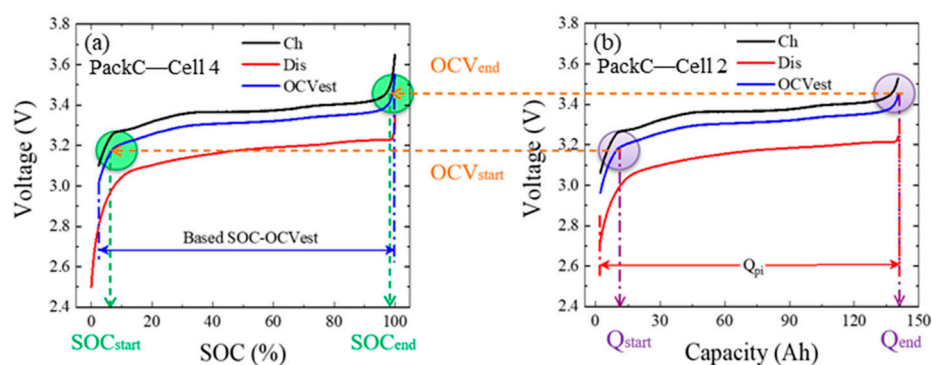 (a)
PackC—Cell 4
Ch
Dis
OCVest
Based SOC-OCVest
Voltage (V)
3.8
3.6
3.4
3.2
3.0
2.8
2.6
2.4
0 20 40 60 80 100
SOCstart
SOC (%)
SOCend
OCVend
OCVstart
(b)
PackC—Cell 2
Ch
Dis
OCVest
Qpi
Voltage (V)
3.8
3.6
3.4
3.2
3.0
2.8
2.6
2.4
0 30 60 90 120 150
Qstart
Capacity (Ah)
Qend